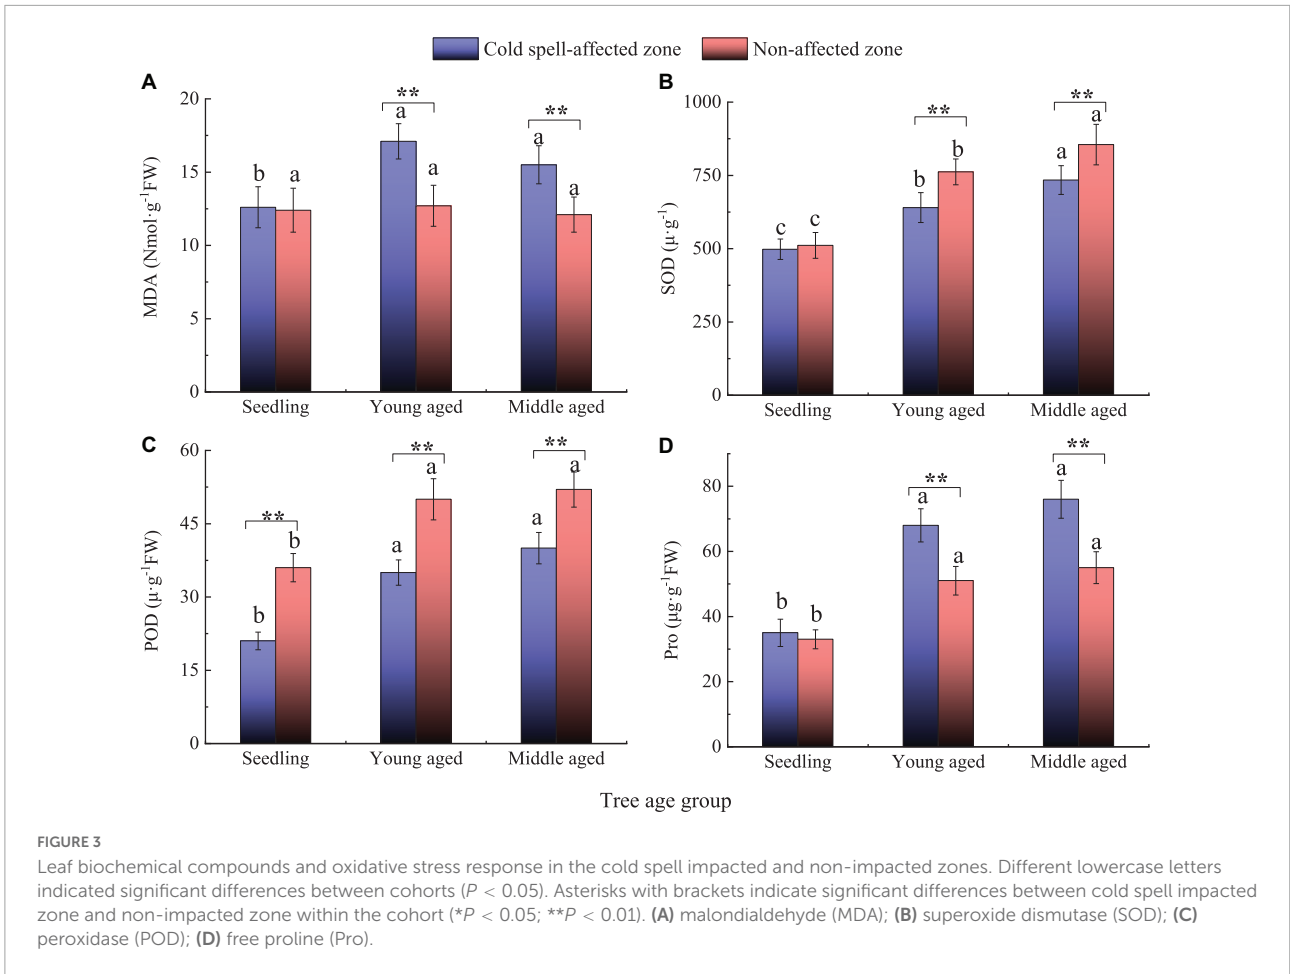 Cold spell-affected zone
Non-affected zone
A
MDA (Nmol·g⁻¹FW)
20
15
10
5
0
b
a
**
a
a
**
a
a
Seedling
Young aged
Middle aged
B
SOD (µ·g⁻¹)
1000
750
500
250
0
c
c
**
b
b
**
a
a
Seedling
Young aged
Middle aged
C
POD (µ·g⁻¹FW)
60
45
30
15
0
**
b
b
**
a
a
**
a
a
Seedling
Young aged
Middle aged
D
Pro (µg·g⁻¹FW)
80
60
40
20
0
b
b
**
a
a
**
a
a
Seedling
Young aged
Middle aged
Tree age group
FIGURE 3
Leaf biochemical compounds and oxidative stress response in the cold spell impacted and non-impacted zones. Different lowercase letters
indicated significant differences between cohorts (P < 0.05). Asterisks with brackets indicate significant differences between cold spell impacted
zone and non-impacted zone within the cohort (*P < 0.05; **P < 0.01). (A) malondialdehyde (MDA); (B) superoxide dismutase (SOD); (C)
peroxidase (POD); (D) free proline (Pro).